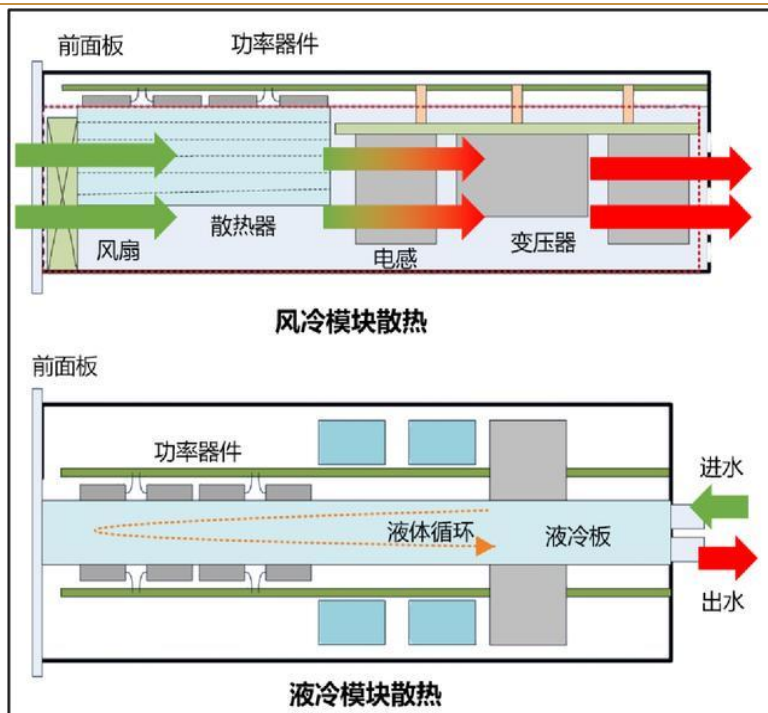 前面板 功率器件
散热器
风扇 电感 变压器
风冷模块散热
前面板
功率器件
进水
液体循环 液冷板
出水
液冷模块散热